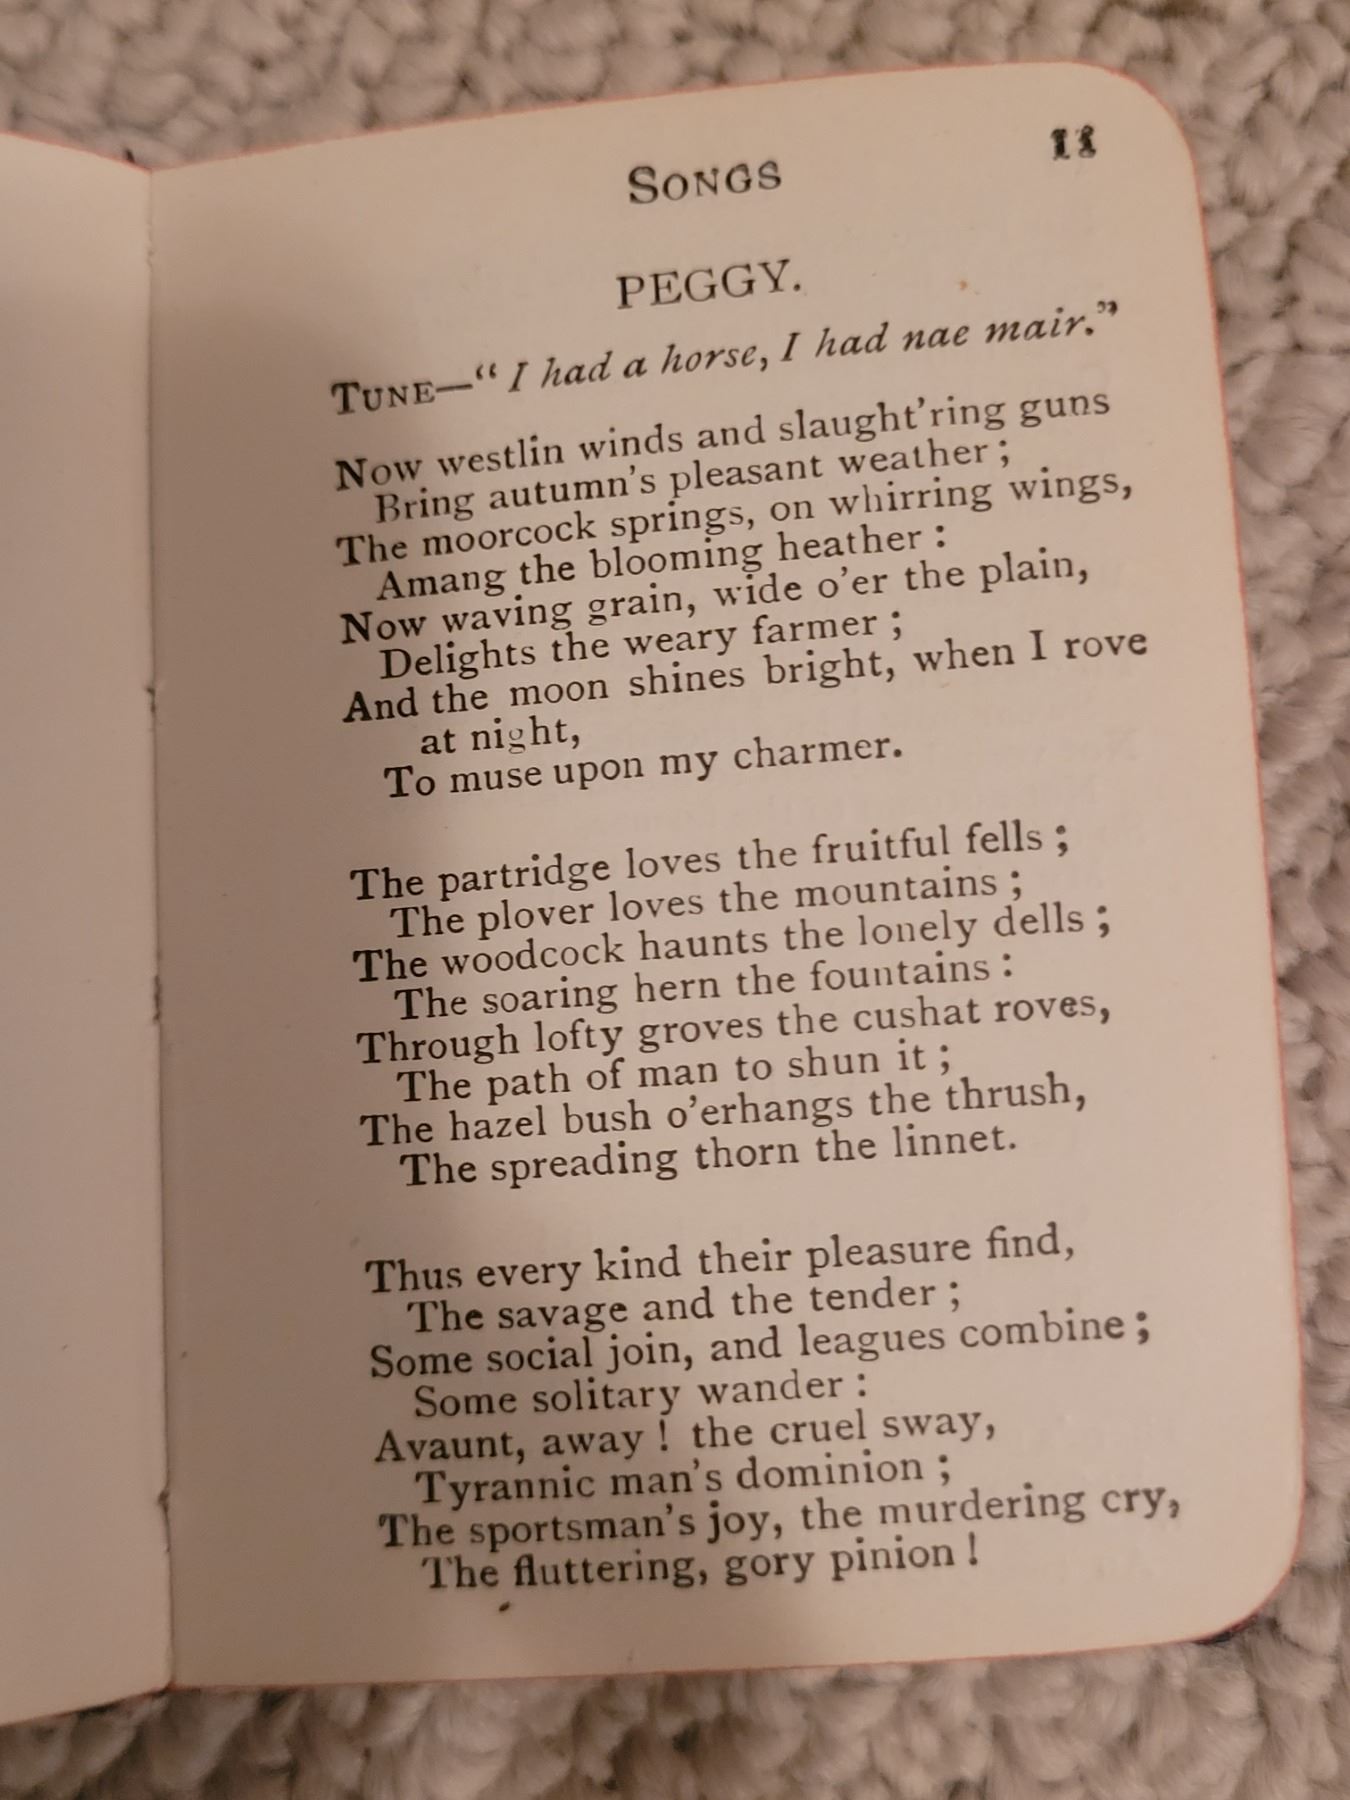 SONGS 11
PEGGY.
TUNE—“ I had a horse, I had nae mair.”
Now westlin winds and slaught’ring guns
Bring autumn’s pleasant weather ;
The moorcock springs, on whirring wings,
Amang the blooming heather :
Now waving grain, wide o’er the plain,
Delights the weary farmer ;
And the moon shines bright, when I rove
at night,
To muse upon my charmer.
The partridge loves the fruitful fells ;
The plover loves the mountains ;
The woodcock haunts the lonely dells ;
The soaring hern the fountains :
Through lofty groves the cushat roves,
The path of man to shun it ;
The hazel bush o’erhangs the thrush,
The spreading thorn the linnet.
Thus every kind their pleasure find,
The savage and the tender ;
Some social join, and leagues combine ;
Some solitary wander :
Avaunt, away ! the cruel sway,
Tyrannic man’s dominion ;
The sportsman’s joy, the murdering cry,
The fluttering, gory pinion !